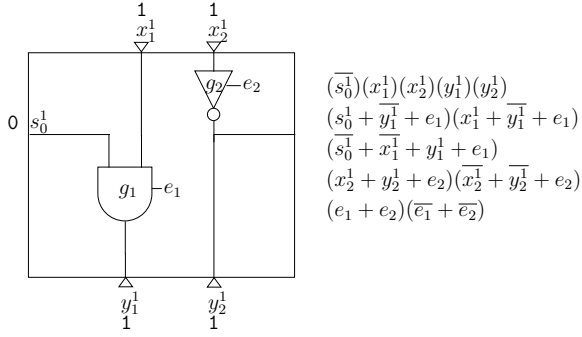 1 1
x_1^1 x_2^1
g_2 e_2
0 s_0^1
g_1 e_1
y_1^1 y_2^1
1 1
(\overline{s_0^1})(x_1^1)(x_2^1)(y_1^1)(y_2^1)
(s_0^1 + \overline{y_1^1} + e_1)(x_1^1 + \overline{y_1^1} + e_1)
(\overline{s_0^1} + \overline{x_1^1} + y_1^1 + e_1)
(x_2^1 + y_2^1 + e_2)(\overline{x_2^1} + \overline{y_2^1} + e_2)
(e_1 + e_2)(\overline{e_1} + \overline{e_2})